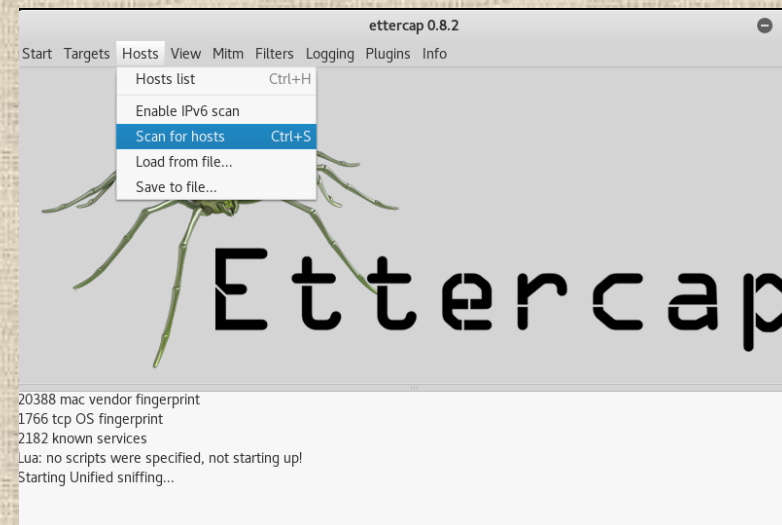 ettercap 0.8.2
Start Targets Hosts View Mitm Filters Logging Plugins Info
Hosts list Ctrl+H
Enable IPv6 scan
Scan for hosts Ctrl+S
Load from file...
Save to file...
Ettercap
20388 mac vendor fingerprint
1766 tcp OS fingerprint
2182 known services
Lua: no scripts were specified, not starting up!
Starting Unified sniffing...